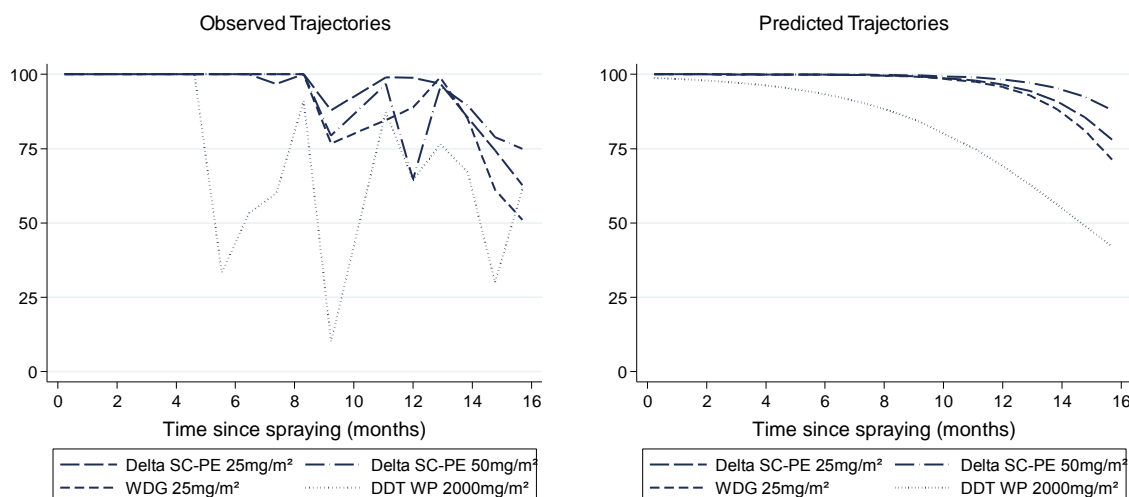 Observed Trajectories
100
75
50
25
0
0 2 4 6 8 10 12 14 16
Time since spraying (months)
Delta SC-PE 25mg/m² Delta SC-PE 50mg/m²
WDG 25mg/m² DDT WP 2000mg/m²
Predicted Trajectories
100
75
50
25
0
0 2 4 6 8 10 12 14 16
Time since spraying (months)
Delta SC-PE 25mg/m² Delta SC-PE 50mg/m²
WDG 25mg/m² DDT WP 2000mg/m²